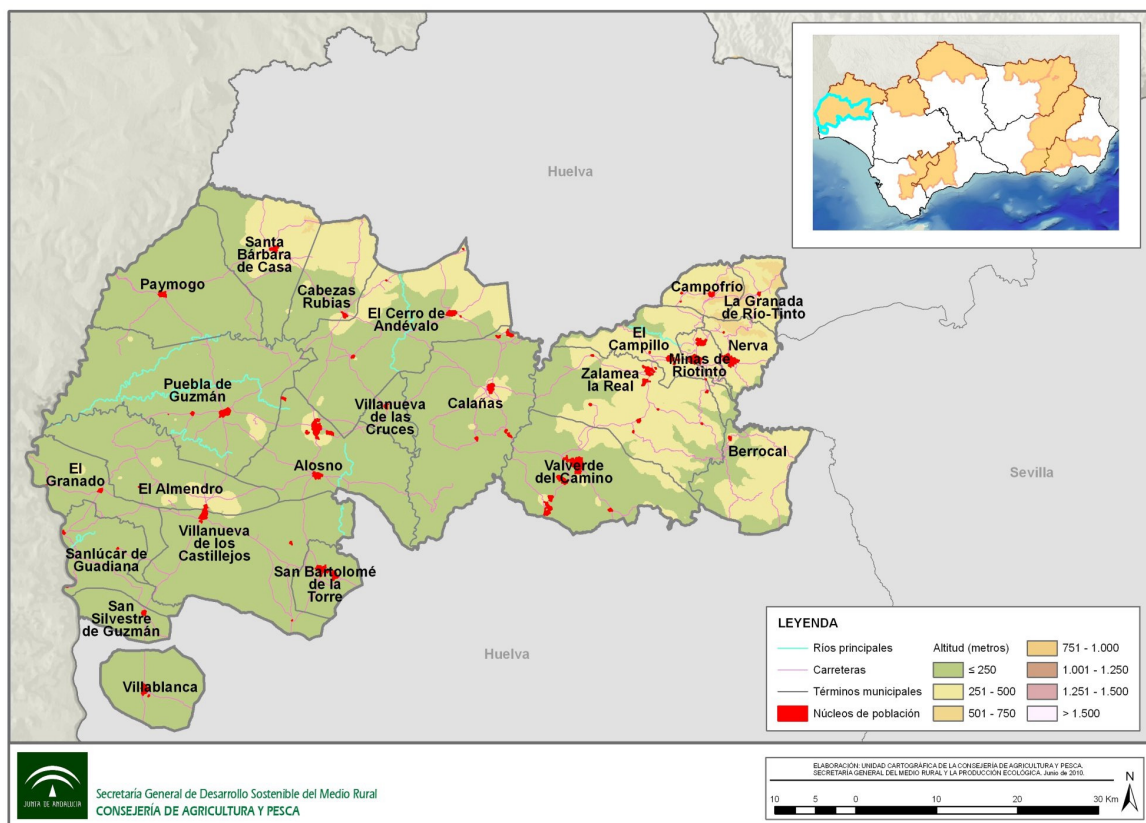 Huelva
Santa
Bárbara
de Casa
Paymogo
Cabezas
Rubias
El Cerro de
Andévalo
Campofrío
La Granada
de Río-Tinto
El
Campillo
Nerva
Minas de
Riotinto
Zalamea
la Real
Puebla de
Guzmán
Villanueva
de las
Cruces
Calañas
Berrocal
Valverde
del Camino
Sevilla
Alosno
El
Granado
El Almendro
Villanueva
de los
Castillejos
Sanlúcar de
Guadiana
San Bartolomé
de la
Torre
San
Silvestre
de Guzmán
Villablanca
Huelva
LEYENDA
Ríos principales
Carreteras
Términos municipales
Núcleos de población
Altitud (metros)
≤ 250
251 - 500
501 - 750
751 - 1.000
1.001 - 1.250
1.251 - 1.500
> 1.500
JUNTA DE ANDALUCIA
Secretaría General de Desarrollo Sostenible del Medio Rural
CONSEJERÍA DE AGRICULTURA Y PESCA
ELABORACIÓN: UNIDAD CARTOGRÁFICA DE LA CONSEJERÍA DE AGRICULTURA Y PESCA.
SECRETARÍA GENERAL DEL MEDIO RURAL Y LA PRODUCCIÓN ECOLÓGICA. Junio de 2010.
10 5 0 10 20 30 Km
N